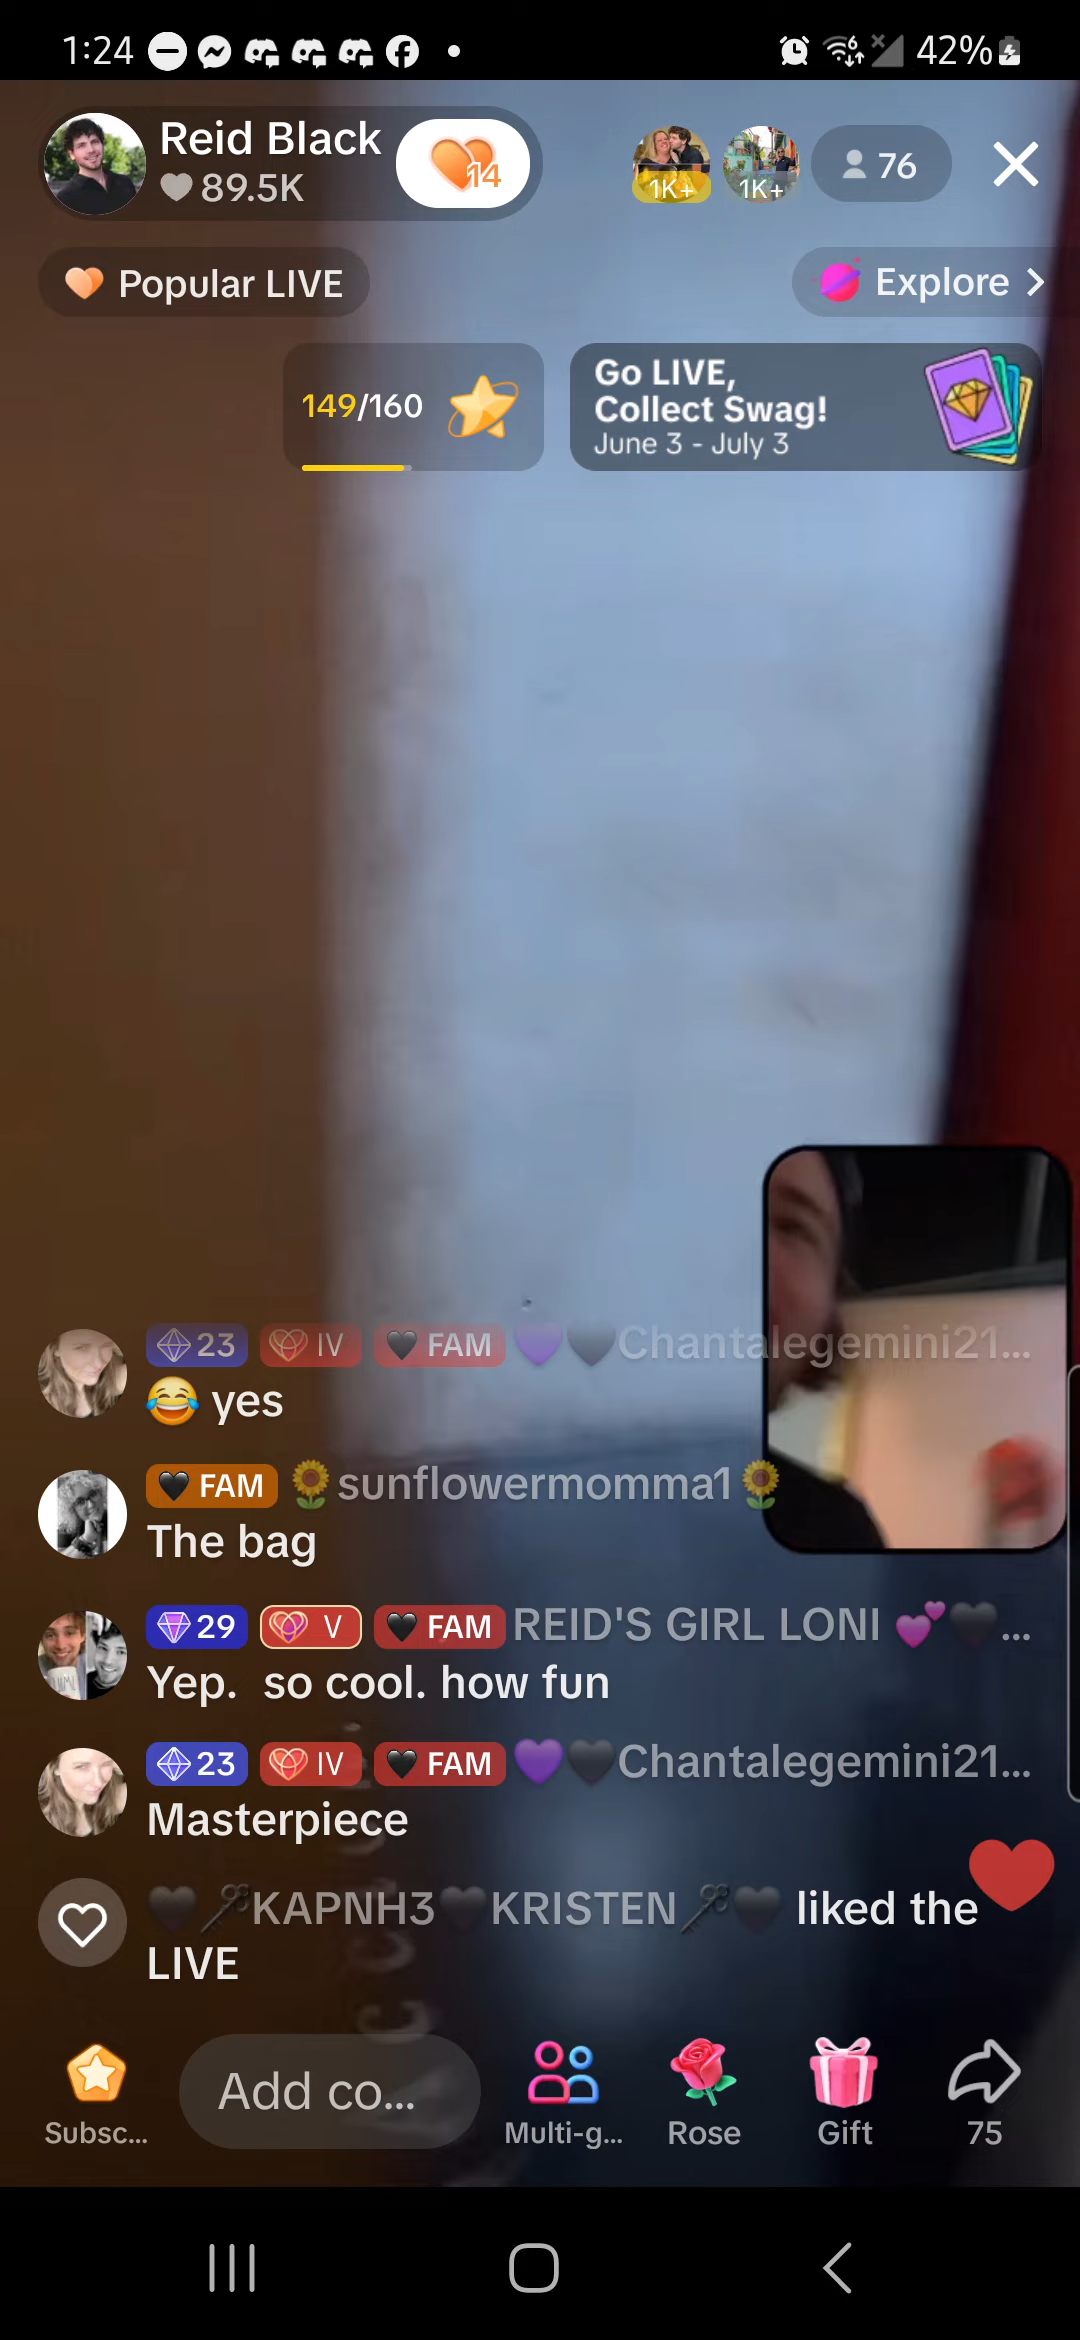 1:24 42%
Reid Black
89.5K
14
1K+ 1K+ 76
Popular LIVE
Explore
149/160
Go LIVE,
Collect Swag!
June 3 - July 3
23 IV 🖤 FAM 💜🖤Chantalegemini21...
😂 yes
🖤 FAM 🌻sunflowermomma1🌻
The bag
29 V 🖤 FAM REID'S GIRL LONI 💕🖤...
Yep. so cool. how fun
23 IV 🖤 FAM 💜🖤Chantalegemini21...
Masterpiece
🖤🗝KAPNH3🖤KRISTEN🗝🖤 liked the
LIVE
Add co...
Subsc... Multi-g... Rose Gift 75